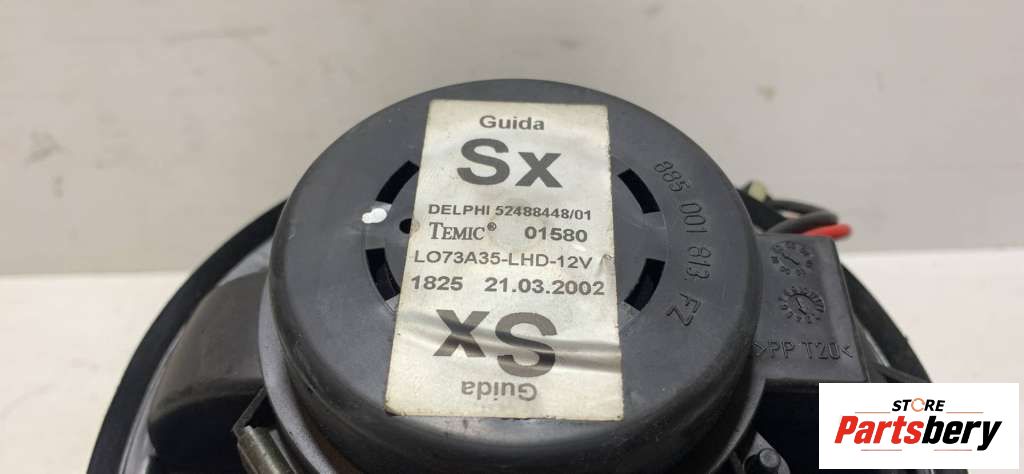 Guida
Sx
DELPHI 52488448/01
TEMIC® 01580
LO73A35-LHD-12V
1825 21.03.2002
Sx
Guida
885 001 813 FZ
>PP T20<
STORE
Partsbery